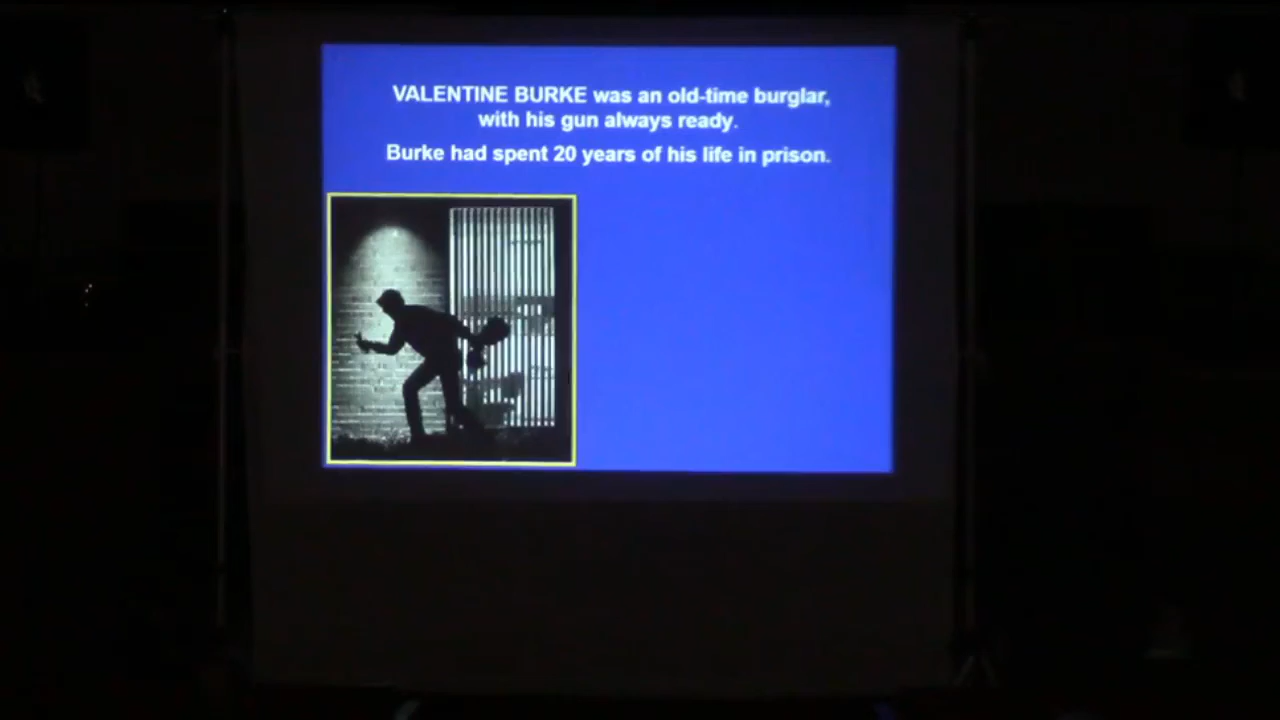 VALENTINE BURKE was an old-time burglar,
with his gun always ready.
Burke had spent 20 years of his life in prison.